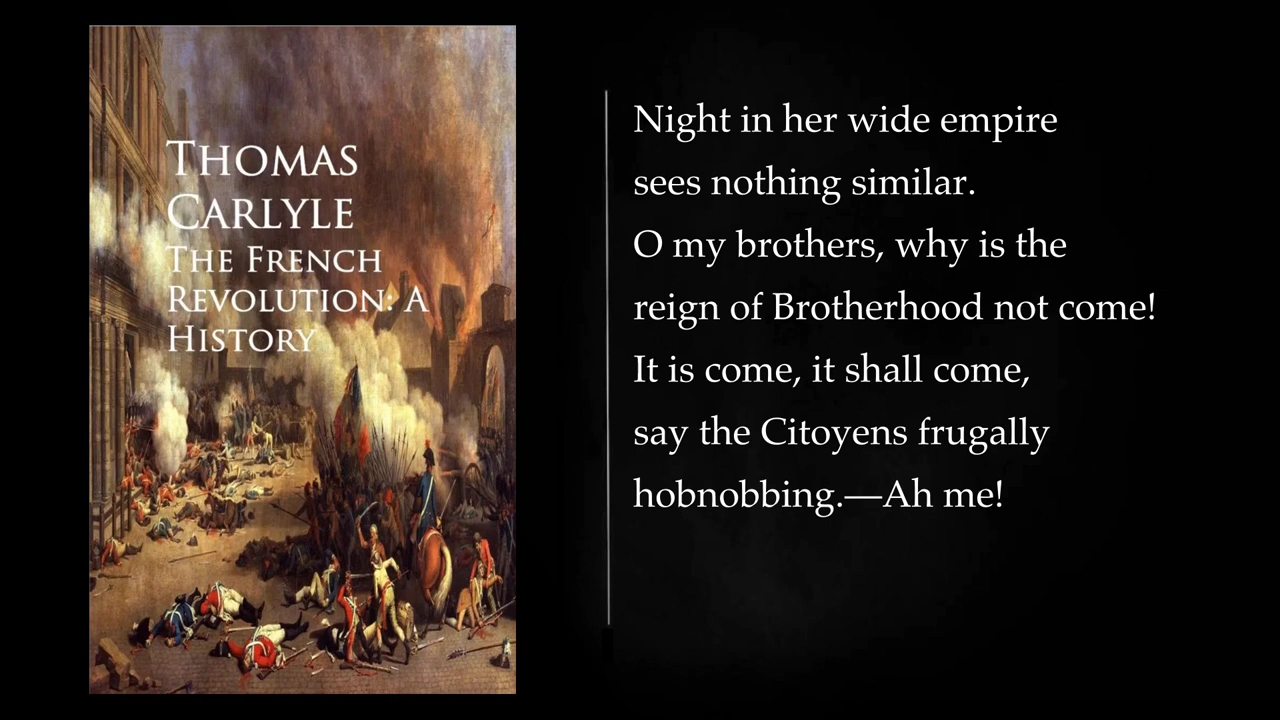 THOMAS
CARLYLE
THE FRENCH
REVOLUTION: A
HISTORY
Night in her wide empire
sees nothing similar.
O my brothers, why is the
reign of Brotherhood not come!
It is come, it shall come,
say the Citoyens frugally
hobnobbing.—Ah me!